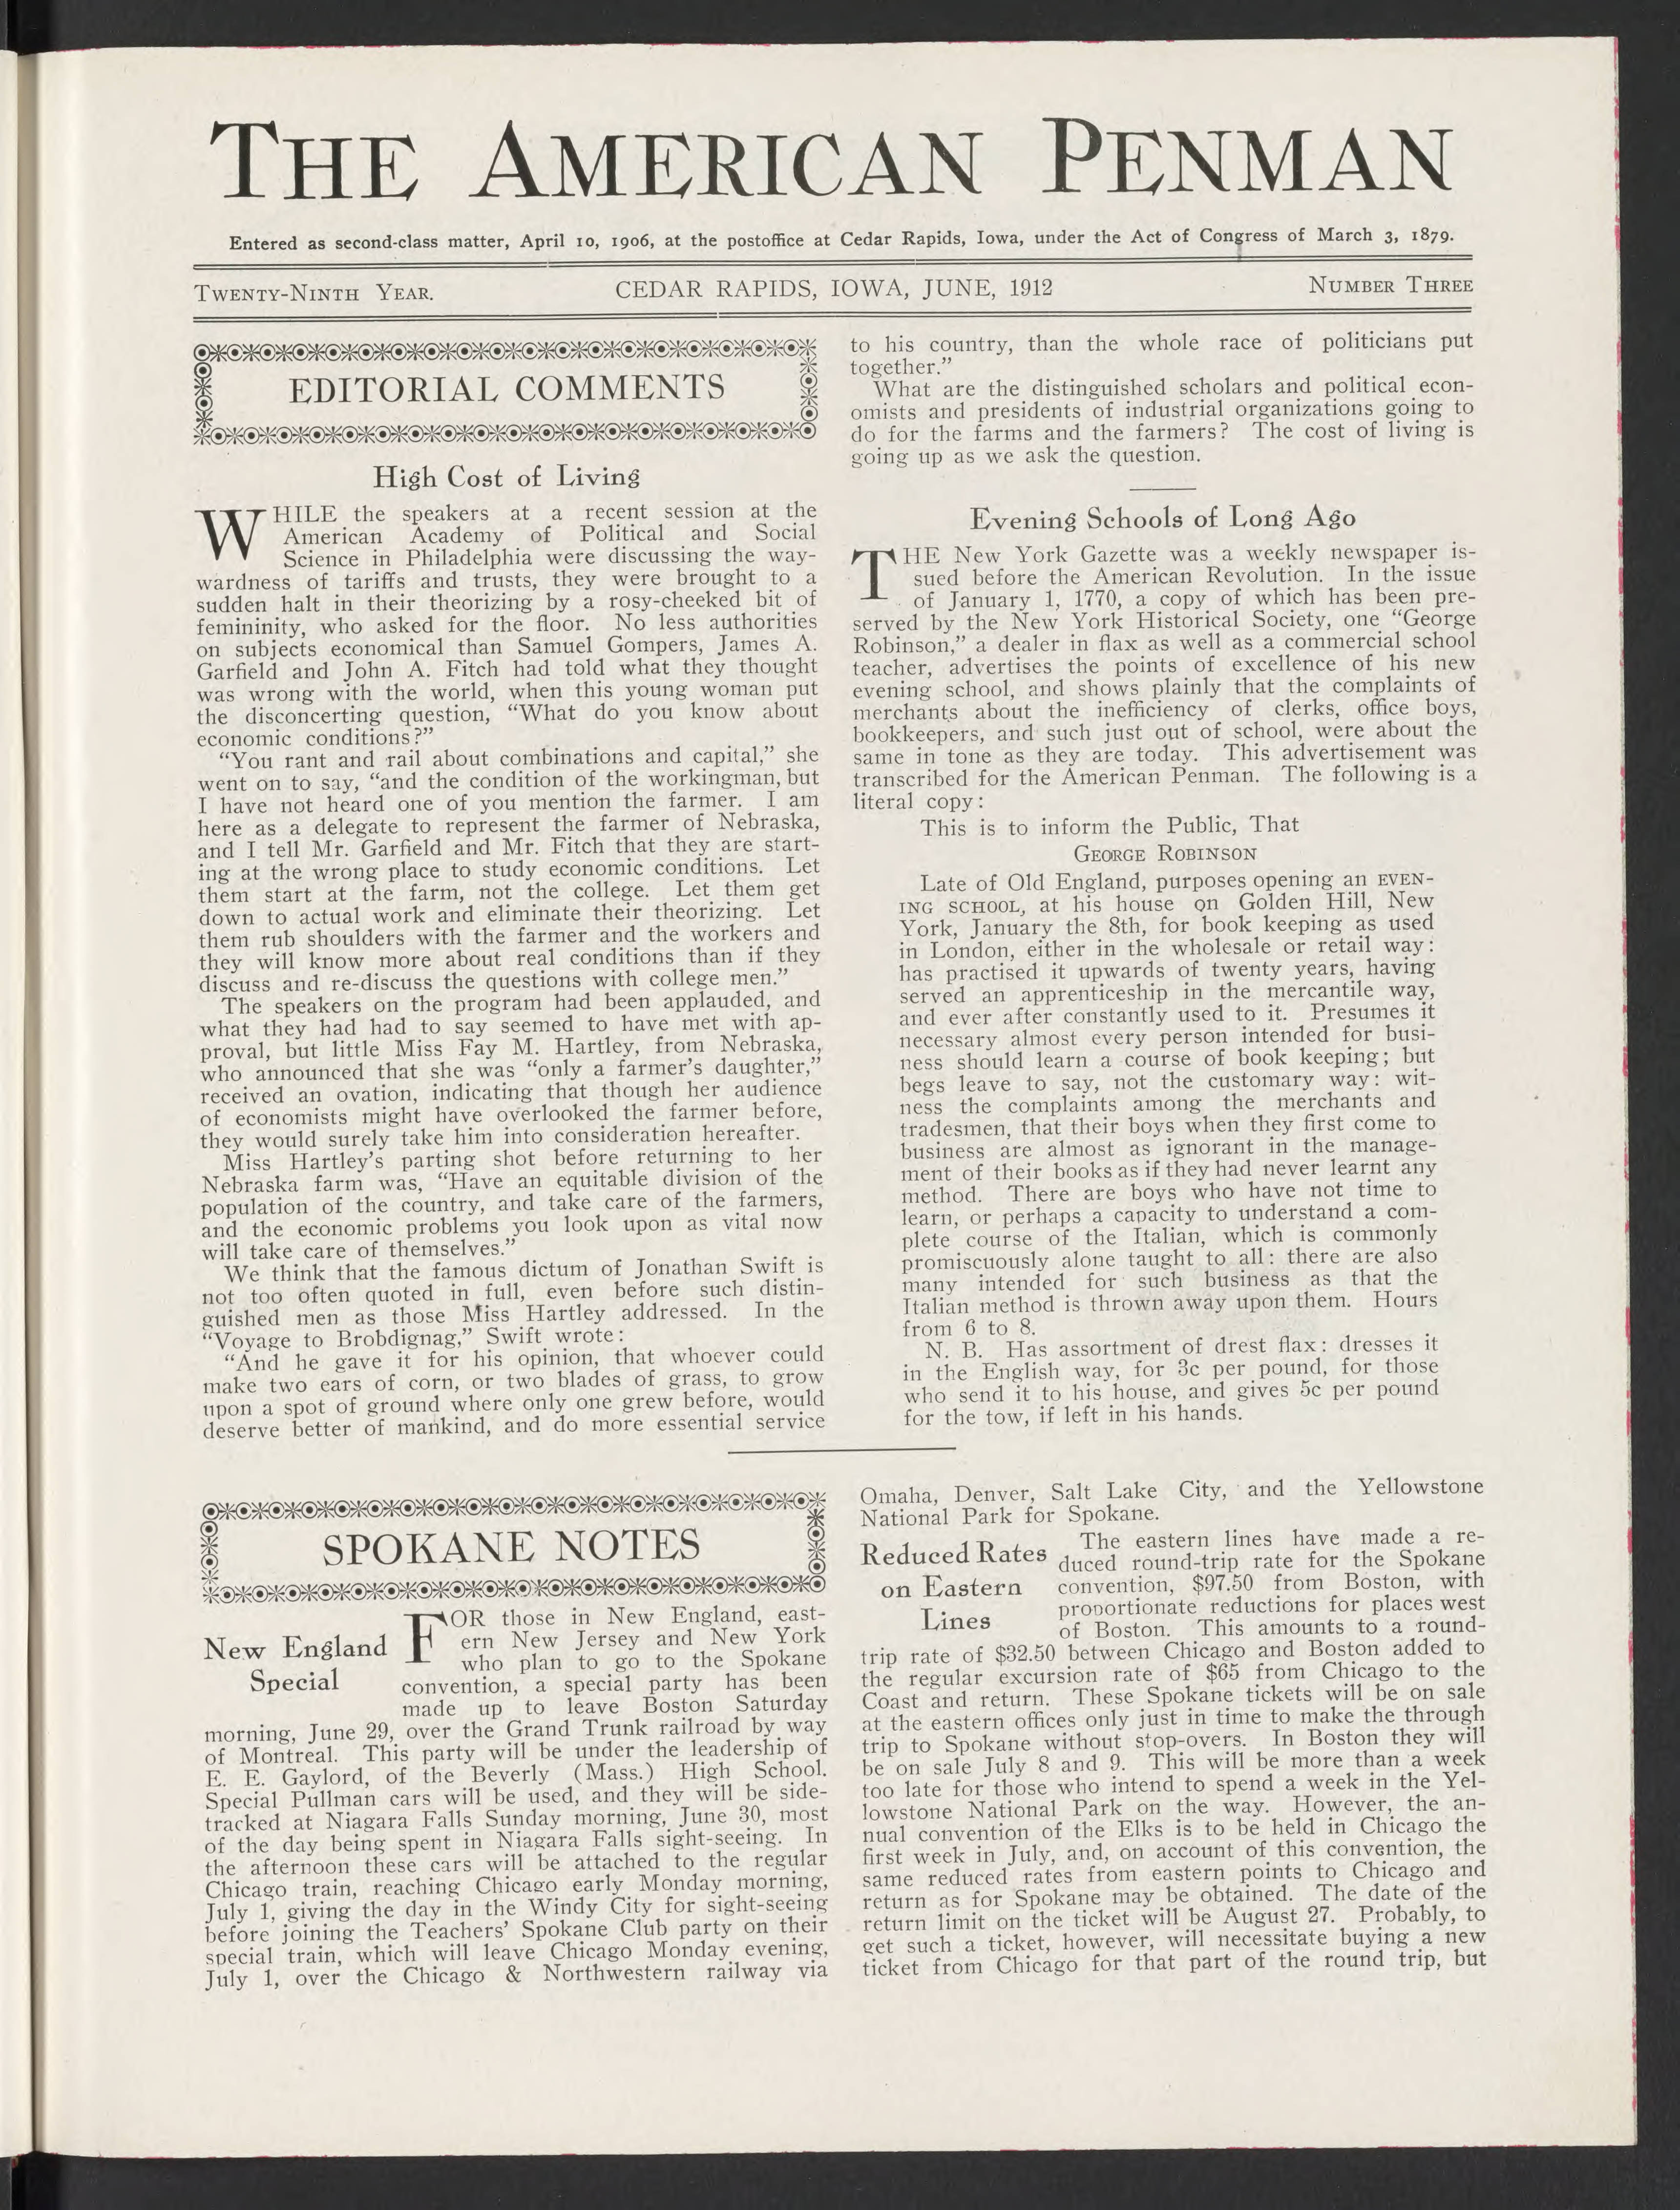 THE AMERICAN PENMAN
Entered as second-class matter, April 10, 1906, at the postoffice at Cedar Rapids, Iowa, under the Act of Congress of March 3, 1879.
TWENTY-NINTH YEAR. CEDAR RAPIDS, IOWA, JUNE, 1912 NUMBER THREE
EDITORIAL COMMENTS
High Cost of Living
WHILE the speakers at a recent session at the
American Academy of Political and Social
Science in Philadelphia were discussing the way-
wardness of tariffs and trusts, they were brought to a
sudden halt in their theorizing by a rosy-cheeked bit of
femininity, who asked for the floor. No less authorities
on subjects economical than Samuel Gompers, James A.
Garfield and John A. Fitch had told what they thought
was wrong with the world, when this young woman put
the disconcerting question, “What do you know about
economic conditions?”
“You rant and rail about combinations and capital,” she
went on to say, “and the condition of the workingman, but
I have not heard one of you mention the farmer. I am
here as a delegate to represent the farmer of Nebraska,
and I tell Mr. Garfield and Mr. Fitch that they are start-
ing at the wrong place to study economic conditions. Let
them start at the farm, not the college. Let them get
down to actual work and eliminate their theorizing. Let
them rub shoulders with the farmer and the workers and
they will know more about real conditions than if they
discuss and re-discuss the questions with college men.”
The speakers on the program had been applauded, and
what they had had to say seemed to have met with ap-
proval, but little Miss Fay M. Hartley, from Nebraska,
who announced that she was “only a farmer’s daughter,”
received an ovation, indicating that though her audience
of economists might have overlooked the farmer before,
they would surely take him into consideration hereafter.
Miss Hartley’s parting shot before returning to her
Nebraska farm was, “Have an equitable division of the
population of the country, and take care of the farmers,
and the economic problems you look upon as vital now
will take care of themselves.”
We think that the famous dictum of Jonathan Swift is
not too often quoted in full, even before such distin-
guished men as those Miss Hartley addressed. In the
“Voyage to Brobdignag,” Swift wrote:
“And he gave it for his opinion, that whoever could
make two ears of corn, or two blades of grass, to grow
upon a spot of ground where only one grew before, would
deserve better of mankind, and do more essential service
to his country, than the whole race of politicians put
together.”
What are the distinguished scholars and political econ-
omists and presidents of industrial organizations going to
do for the farms and the farmers? The cost of living is
going up as we ask the question.
Evening Schools of Long Ago
THE New York Gazette was a weekly newspaper is-
sued before the American Revolution. In the issue
of January 1, 1770, a copy of which has been pre-
served by the New York Historical Society, one “George
Robinson,” a dealer in flax as well as a commercial school
teacher, advertises the points of excellence of his new
evening school, and shows plainly that the complaints of
merchants about the inefficiency of clerks, office boys,
bookkeepers, and such just out of school, were about the
same in tone as they are today. This advertisement was
transcribed for the American Penman. The following is a
literal copy:
This is to inform the Public, That
GEORGE ROBINSON
Late of Old England, purposes opening an EVEN-
ING SCHOOL, at his house on Golden Hill, New
York, January the 8th, for book keeping as used
in London, either in the wholesale or retail way:
has practised it upwards of twenty years, having
served an apprenticeship in the mercantile way,
and ever after constantly used to it. Presumes it
necessary almost every person intended for busi-
ness should learn a course of book keeping; but
begs leave to say, not the customary way: wit-
ness the complaints among the merchants and
tradesmen, that their boys when they first come to
business are almost as ignorant in the manage-
ment of their books as if they had never learnt any
method. There are boys who have not time to
learn, or perhaps a capacity to understand a com-
plete course of the Italian, which is commonly
promiscuously alone taught to all: there are also
many intended for such business as that the
Italian method is thrown away upon them. Hours
from 6 to 8.
N. B. Has assortment of drest flax: dresses it
in the English way, for 3c per pound, for those
who send it to his house, and gives 5c per pound
for the tow, if left in his hands.
SPOKANE NOTES
New England
Special
FOR those in New England, east-
ern New Jersey and New York
who plan to go to the Spokane
convention, a special party has been
made up to leave Boston Saturday
morning, June 29, over the Grand Trunk railroad by way
of Montreal. This party will be under the leadership of
E. E. Gaylord, of the Beverly (Mass.) High School.
Special Pullman cars will be used, and they will be side-
tracked at Niagara Falls Sunday morning, June 30, most
of the day being spent in Niagara Falls sight-seeing. In
the afternoon these cars will be attached to the regular
Chicago train, reaching Chicago early Monday morning,
July 1, giving the day in the Windy City for sight-seeing
before joining the Teachers’ Spokane Club party on their
special train, which will leave Chicago Monday evening,
July 1, over the Chicago & Northwestern railway via
Omaha, Denver, Salt Lake City, and the Yellowstone
National Park for Spokane.
Reduced Rates
on Eastern
Lines
The eastern lines have made a re-
duced round-trip rate for the Spokane
convention, $97.50 from Boston, with
proportionate reductions for places west
of Boston. This amounts to a round-
trip rate of $32.50 between Chicago and Boston added to
the regular excursion rate of $65 from Chicago to the
Coast and return. These Spokane tickets will be on sale
at the eastern offices only just in time to make the through
trip to Spokane without stop-overs. In Boston they will
be on sale July 8 and 9. This will be more than a week
too late for those who intend to spend a week in the Yel-
lowstone National Park on the way. However, the an-
nual convention of the Elks is to be held in Chicago the
first week in July, and, on account of this convention, the
same reduced rates from eastern points to Chicago and
return as for Spokane may be obtained. The date of the
return limit on the ticket will be August 27. Probably, to
get such a ticket, however, will necessitate buying a new
ticket from Chicago for that part of the round trip, but